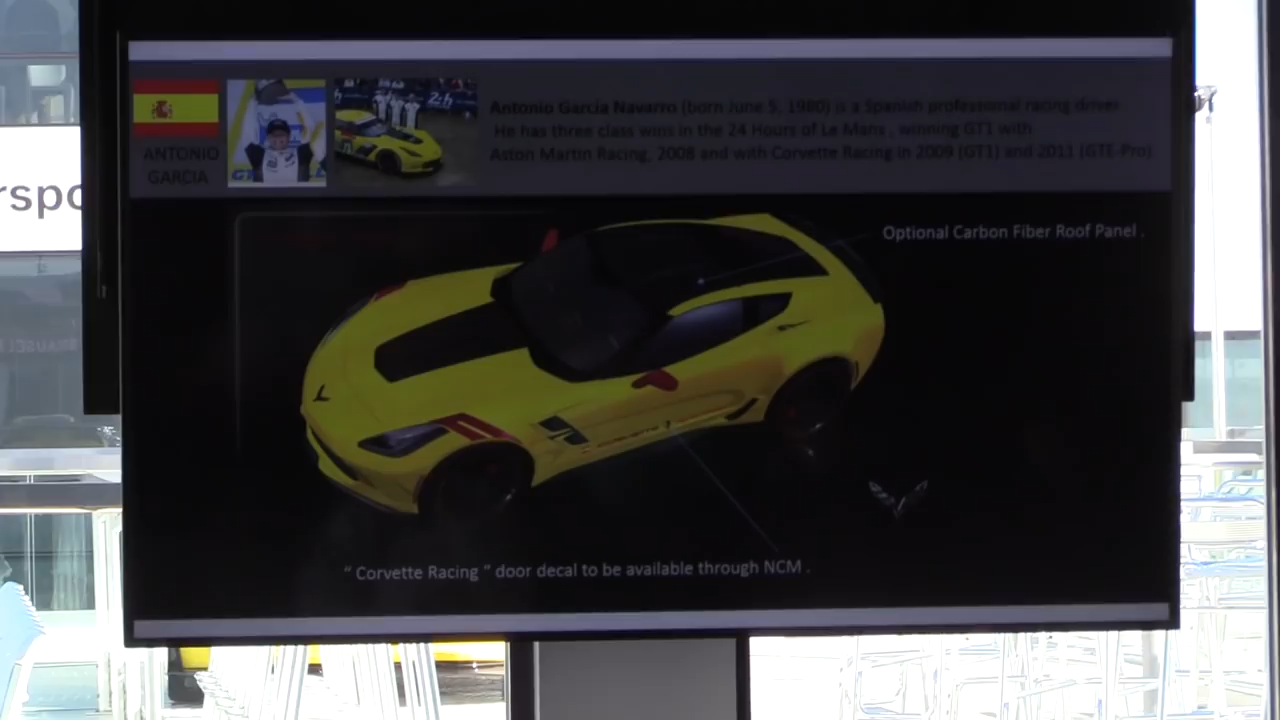 Antonio Garcia Navarro (born June 5, 1980) is a Spanish professional racing driver
He has three class wins in the 24 Hours of Le Mans , winning GT1 with
Aston Martin Racing, 2008 and with Corvette Racing in 2009 (GT1) and 2011 (GTE-Pro)
ANTONIO
GARCIA
rspo
Optional Carbon Fiber Roof Panel .
" Corvette Racing " door decal to be available through NCM .